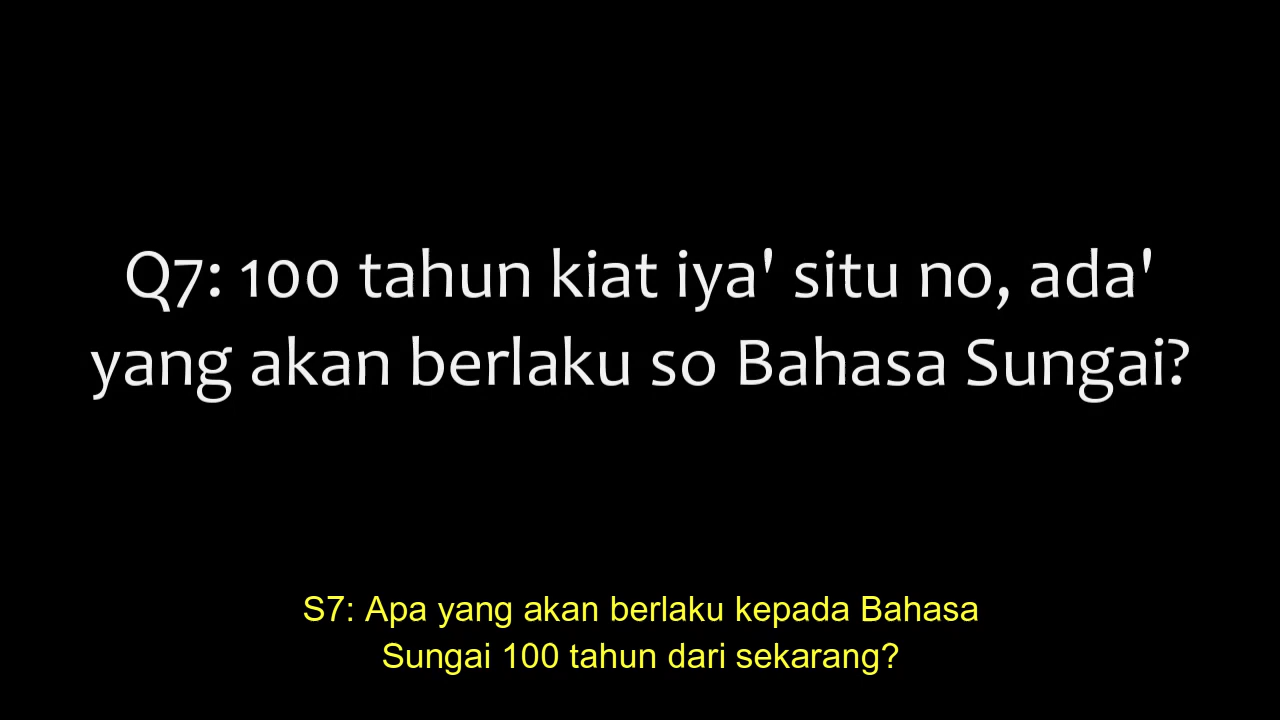 Q7: 100 tahun kiat iya' situ no, ada'
yang akan berlaku so Bahasa Sungai?
S7: Apa yang akan berlaku kepada Bahasa
Sungai 100 tahun dari sekarang?